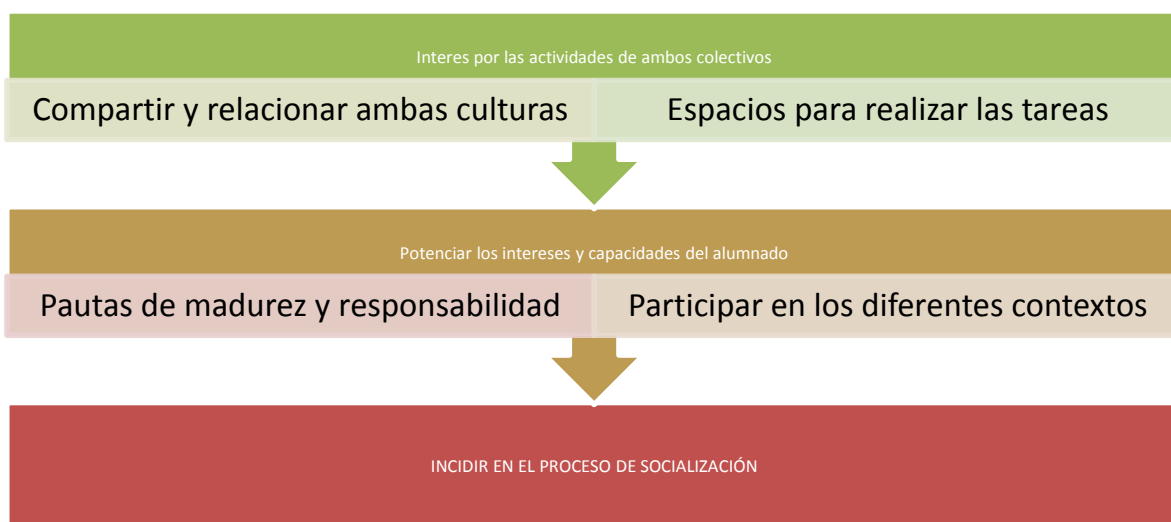 Interes por las actividades de ambos colectivos
Compartir y relacionar ambas culturas
Espacios para realizar las tareas
Potenciar los intereses y capacidades del alumnado
Pautas de madurez y responsabilidad
Participar en los diferentes contextos
INCIDIR EN EL PROCESO DE SOCIALIZACIÓN